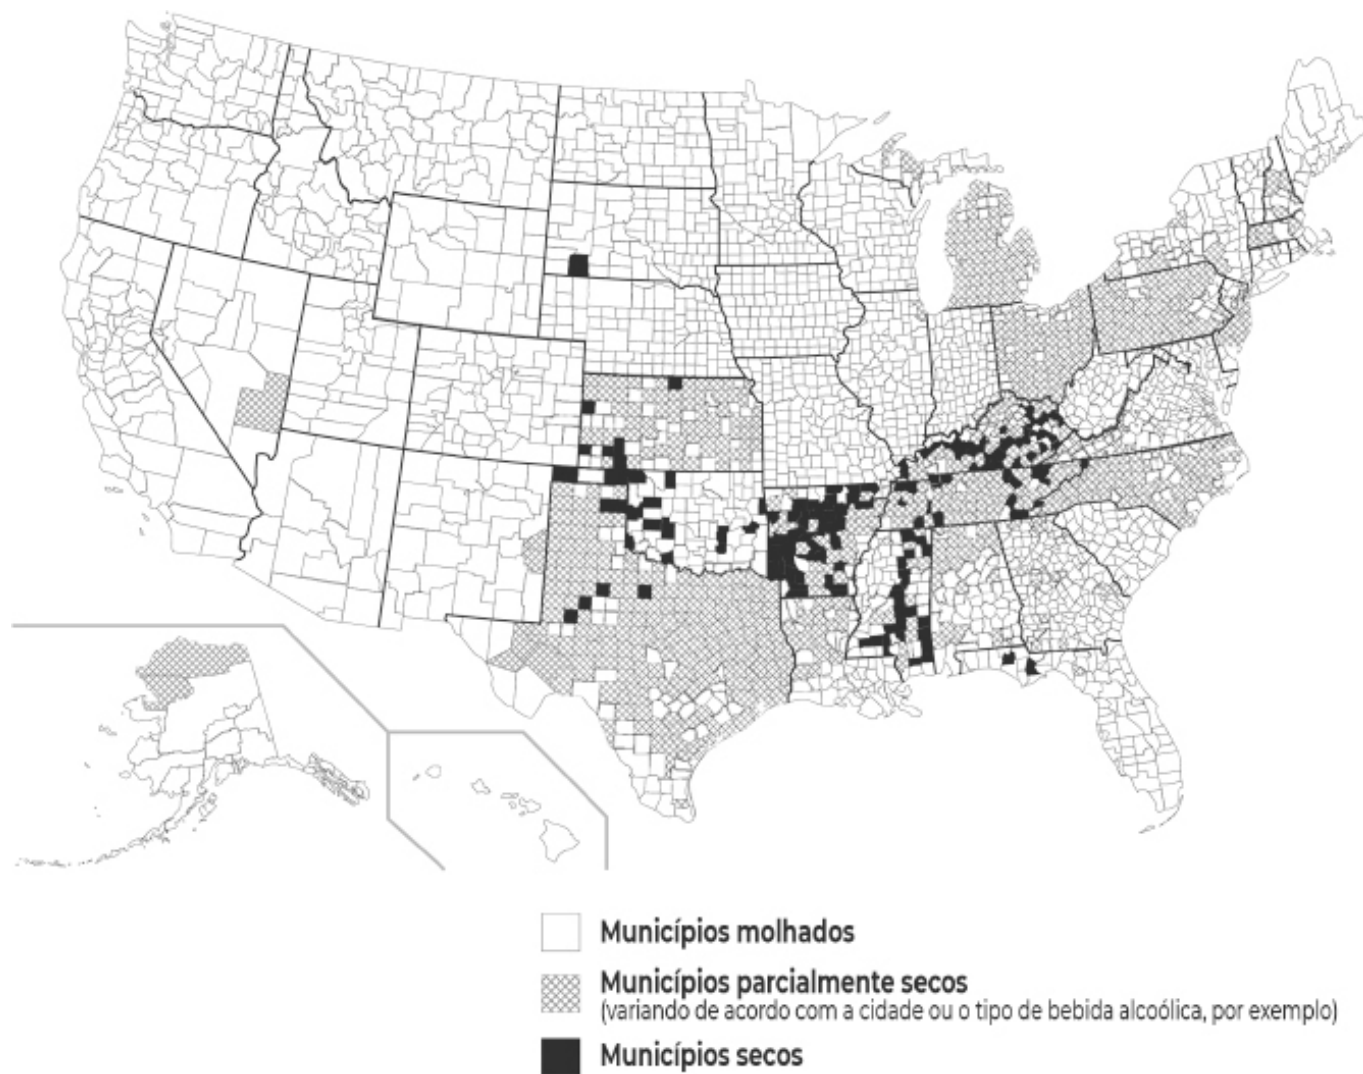 Municípios molhados
Municípios parcialmente secos
(variando de acordo com a cidade ou o tipo de bebida alcoólica, por exemplo)
Municípios secos